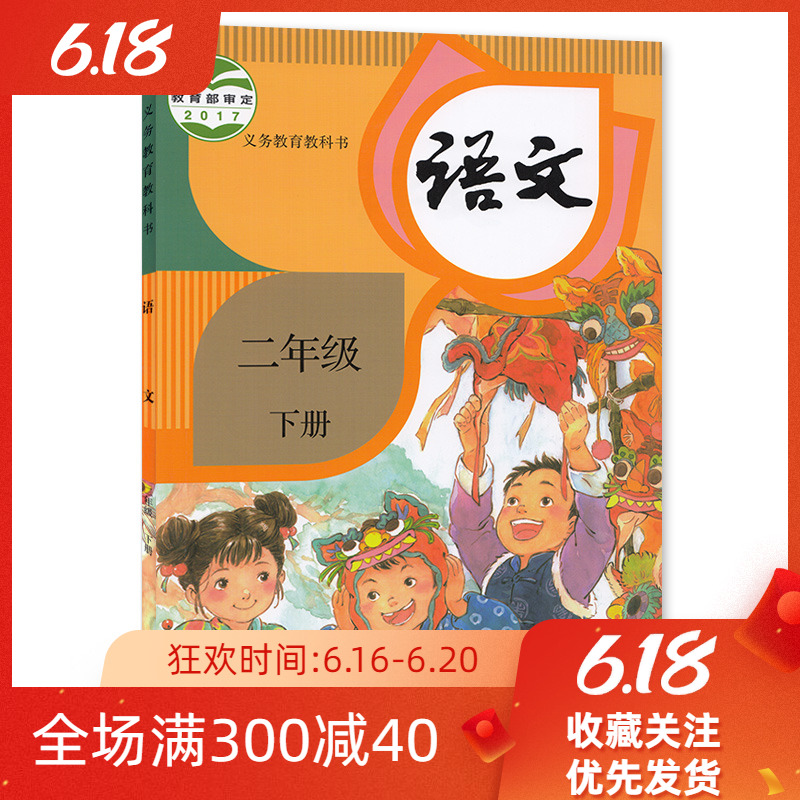 6.18
教育部审定
2017
义务教育教科书
语文
二年级
下册
义务教育教科书
语文
下册
狂欢时间:6.16-6.20
全场满300减40
6.18
收藏关注
优先发货